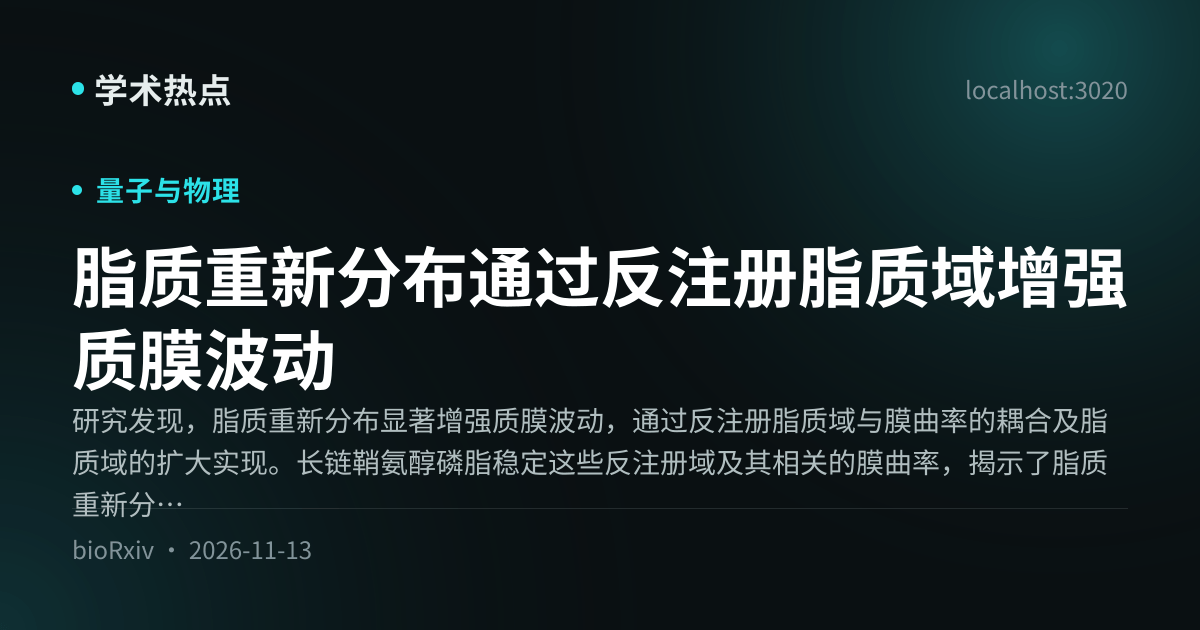 学术热点
localhost:3020
量子与物理
脂质重新分布通过反注册脂质域增强
质膜波动
研究发现，脂质重新分布显著增强质膜波动，通过反注册脂质域与膜曲率的耦合及脂
质域的扩大实现。长链鞘氨醇磷脂稳定这些反注册域及其相关的膜曲率，揭示了脂质
重新分…
bioRxiv • 2026-11-13